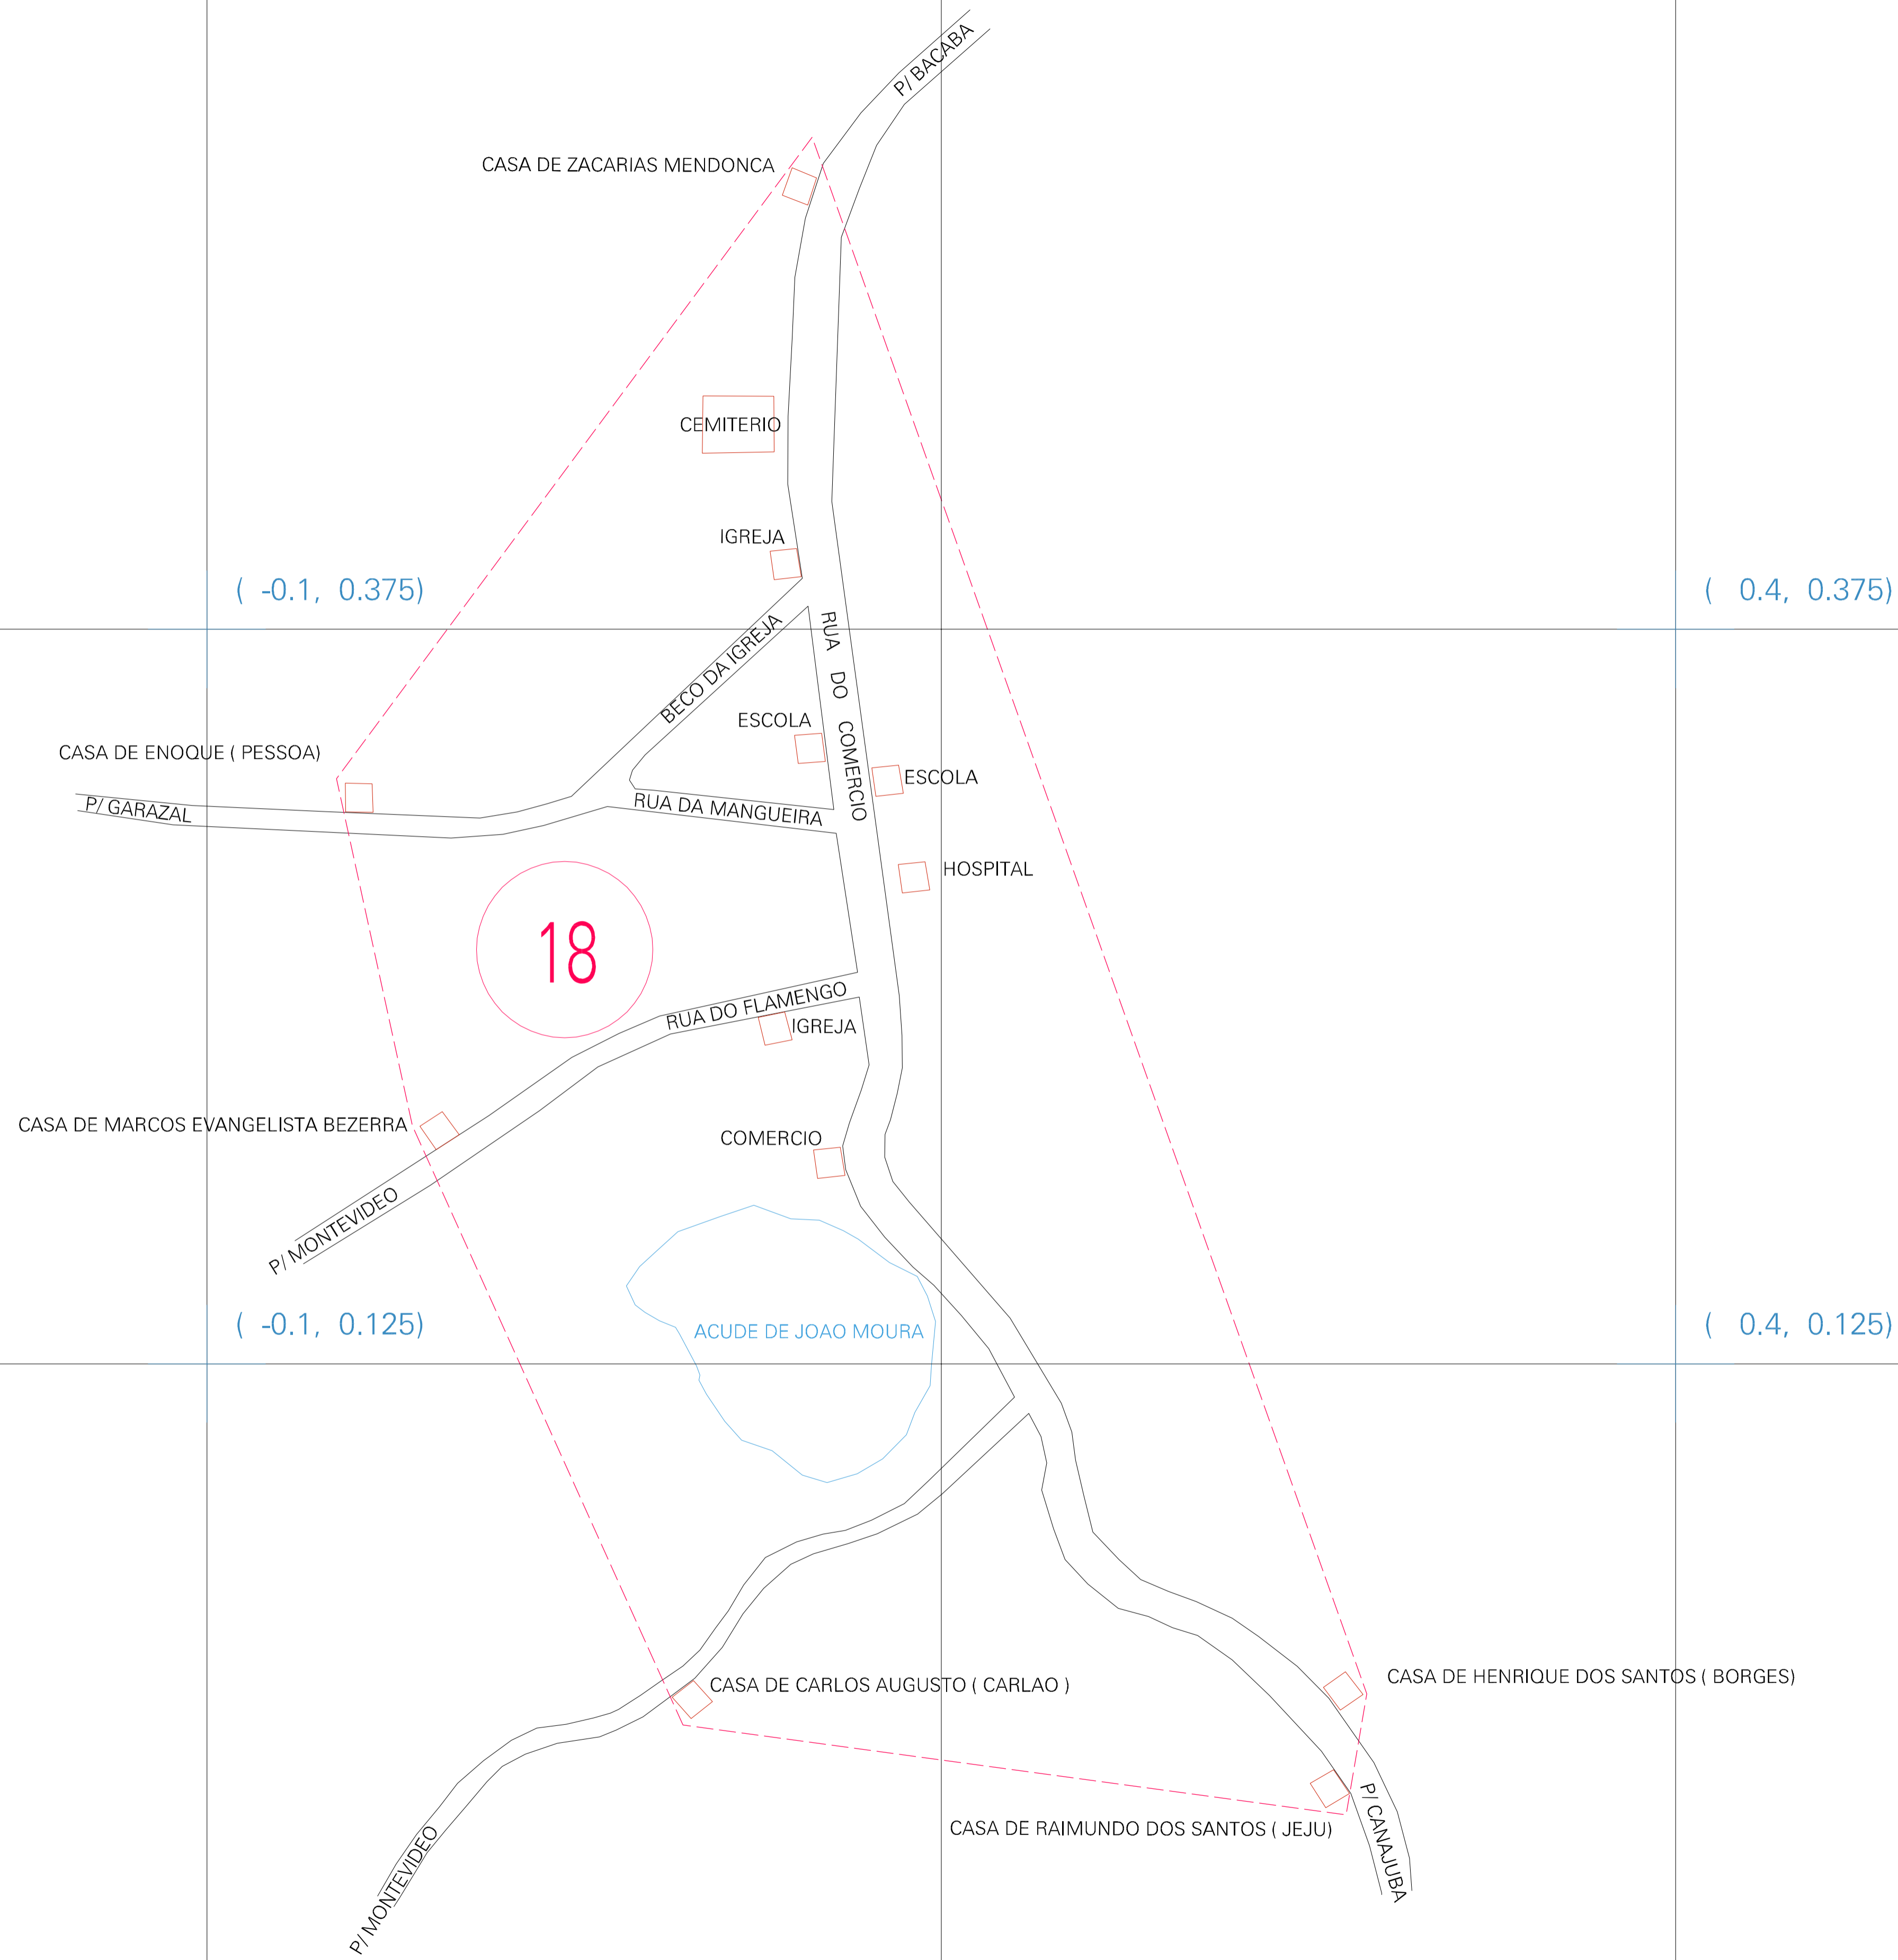 P/ BACABA
CASA DE ZACARIAS MENDONCA
CEMITERIO
IGREJA
( -0.1, 0.375)
( 0.4, 0.375)
BECO DA IGREJA
RUA DO COMERCIO
ESCOLA
CASA DE ENOQUE ( PESSOA)
ESCOLA
P/ GARAZAL
RUA DA MANGUEIRA
HOSPITAL
18
RUA DO FLAMENGO
IGREJA
CASA DE MARCOS EVANGELISTA BEZERRA
COMERCIO
P/ MONTEVIDEO
( -0.1, 0.125)
( 0.4, 0.125)
ACUDE DE JOAO MOURA
CASA DE HENRIQUE DOS SANTOS ( BORGES)
CASA DE CARLOS AUGUSTO ( CARLAO )
CASA DE RAIMUNDO DOS SANTOS ( JEJU)
P/ CANAJUBA
P/ MONTEVIDEO